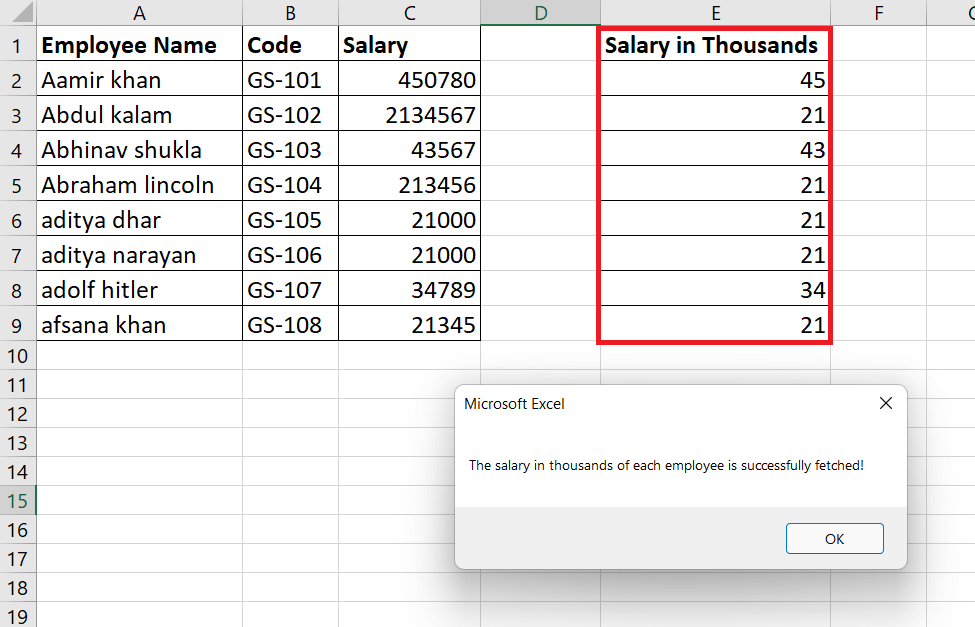 A B C D E F
1 Employee Name Code Salary Salary in Thousands
2 Aamir khan GS-101 450780 45
3 Abdul kalam GS-102 2134567 21
4 Abhinav shukla GS-103 43567 43
5 Abraham lincoln GS-104 213456 21
6 aditya dhar GS-105 21000 21
7 aditya narayan GS-106 21000 21
8 adolf hitler GS-107 34789 34
9 afsana khan GS-108 21345 21
10
11
Microsoft Excel
12
13
14
The salary in thousands of each employee is successfully fetched!
15
16
OK
17
18
19